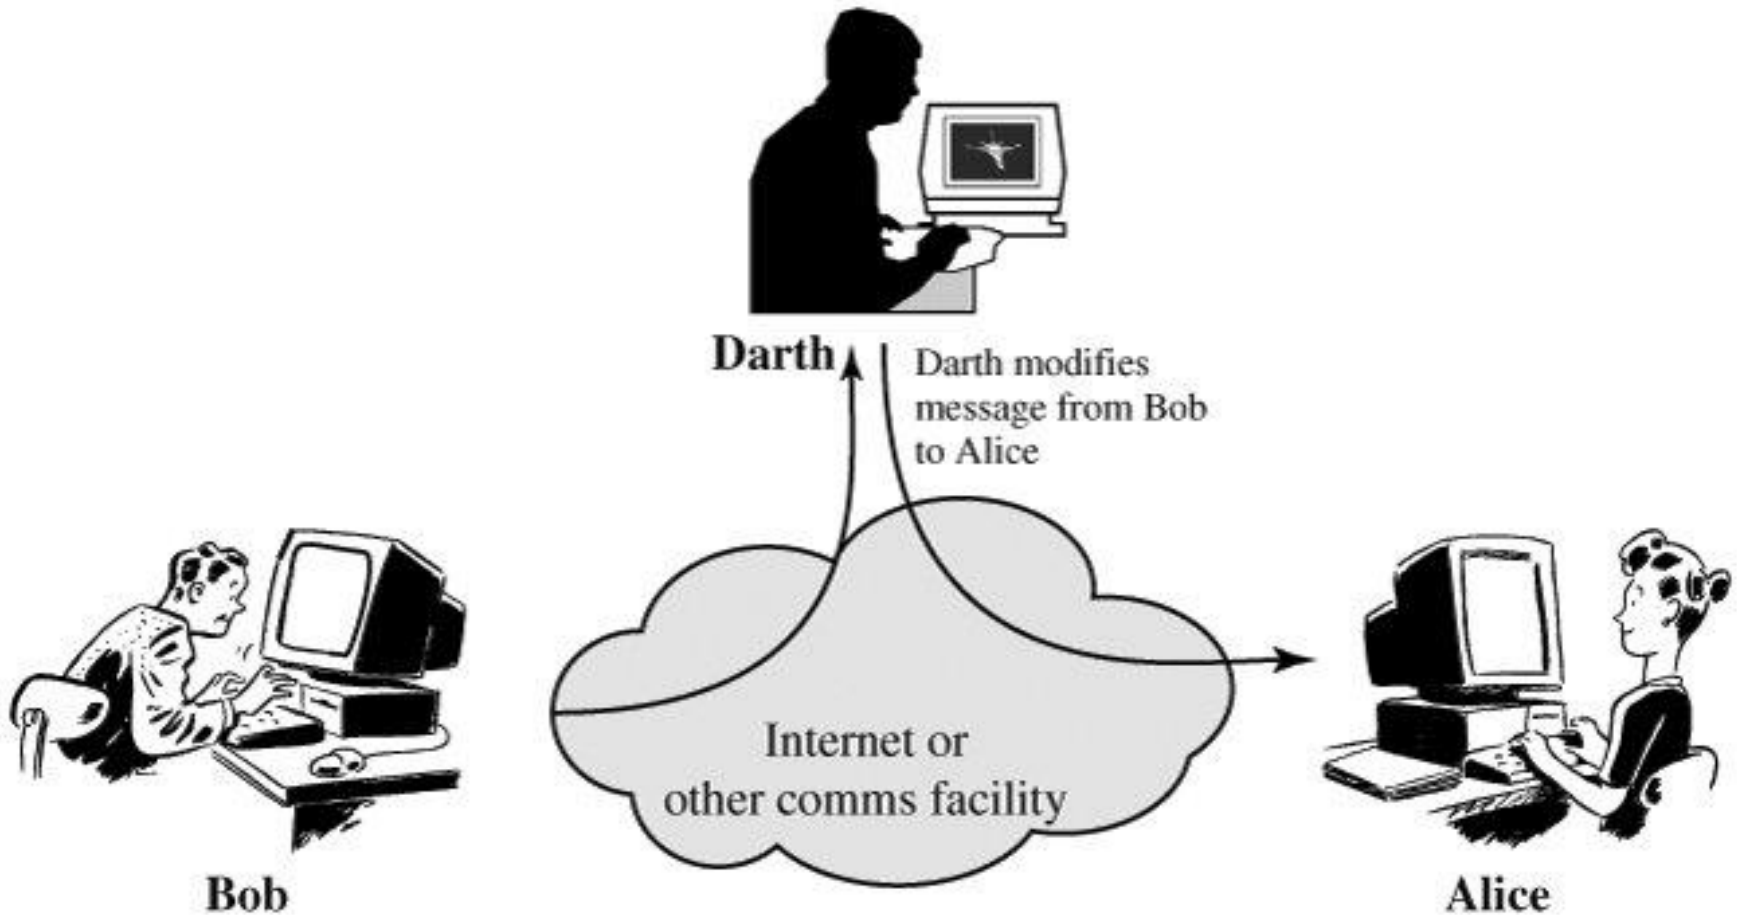 Darth
Darth modifies
message from Bob
to Alice
Internet or
other comms facility
Bob
Alice